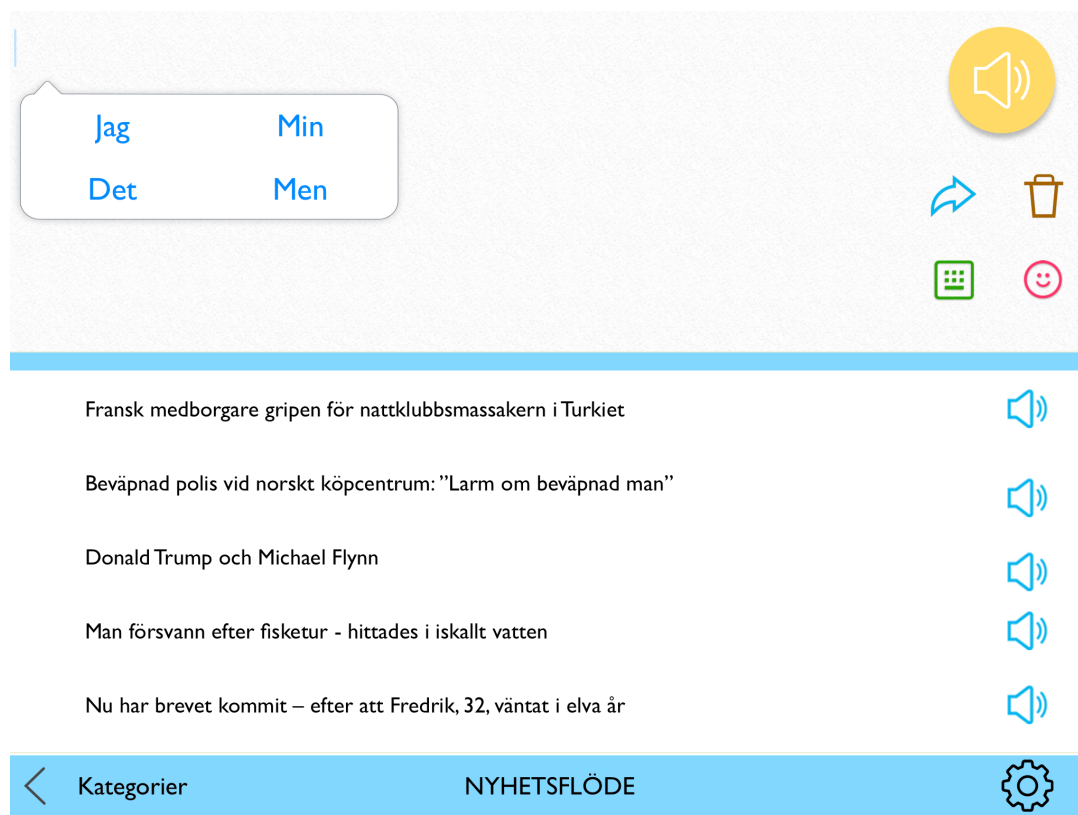 Jag Min
Det Men
Fransk medborgare gripen för nattklubbsmassakern i Turkiet
Beväpnad polis vid norskt köpcentrum: ”Larm om beväpnad man”
Donald Trump och Michael Flynn
Man försvann efter fisketur - hittades i iskallt vatten
Nu har brevet kommit – efter att Fredrik, 32, väntat i elva år
Kategorier NYHETSFLÖDE